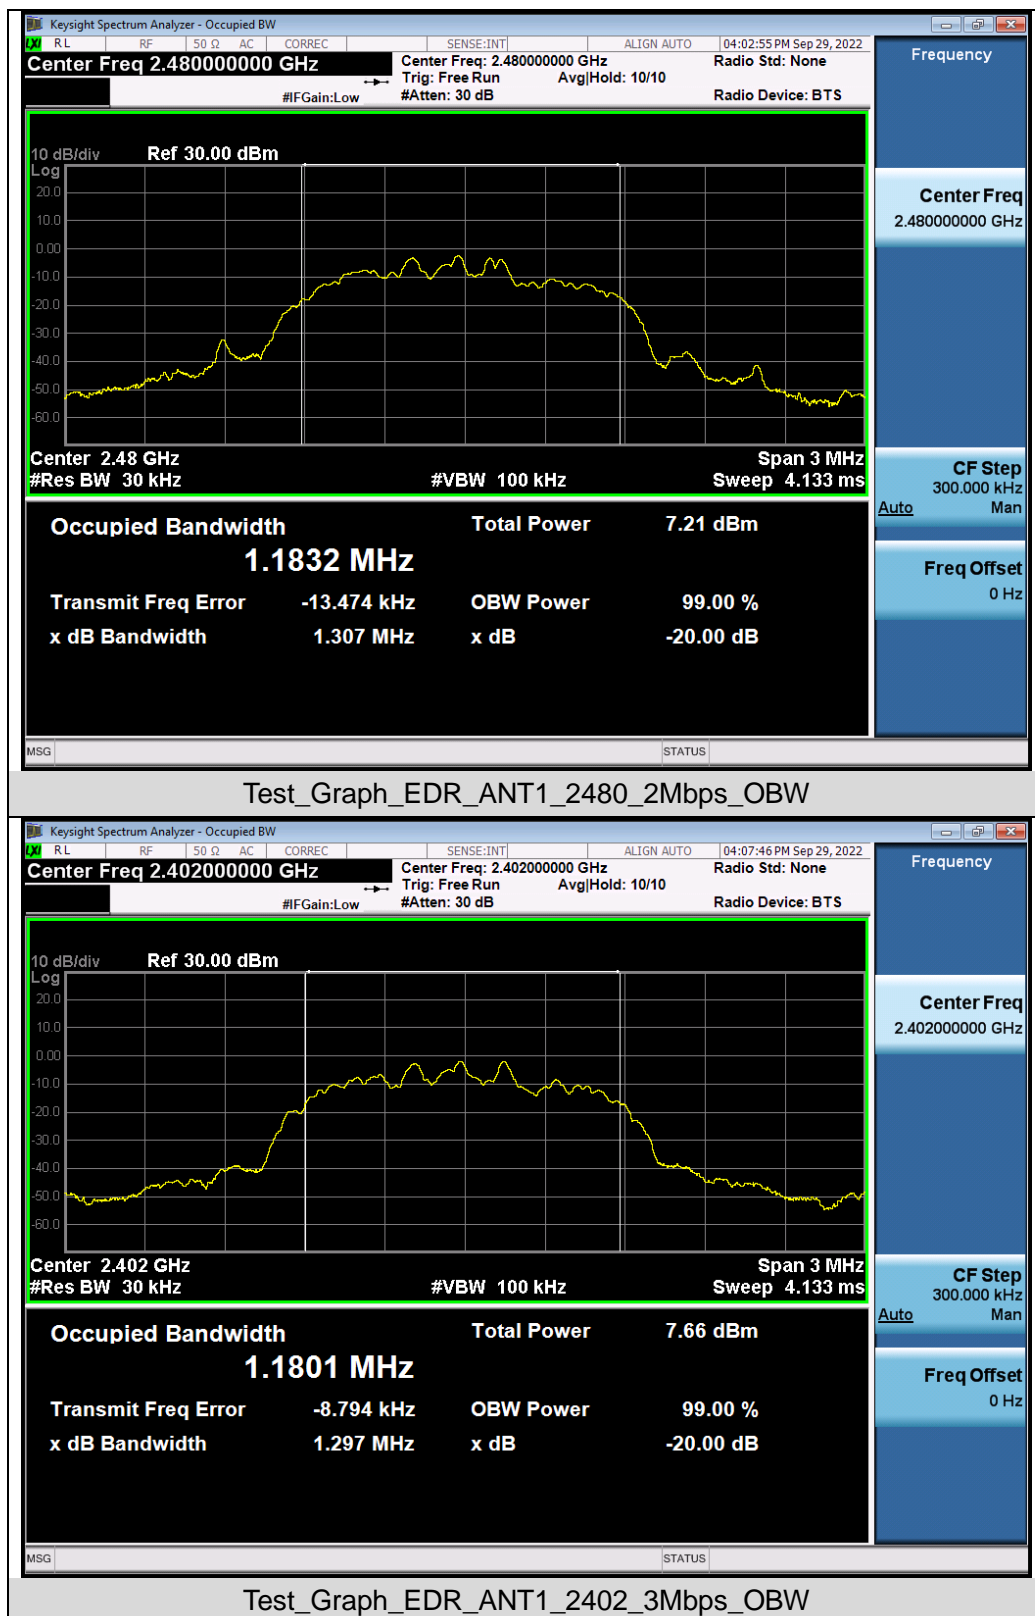 Keysight Spectrum Analyzer - Occupied BW
LXI RL RF 50 Ω AC CORREC SENSE:INT ALIGN AUTO 04:02:55 PM Sep 29, 2022
Center Freq 2.480000000 GHz
Center Freq: 2.480000000 GHz Radio Std: None
Trig: Free Run Avg|Hold: 10/10
#IFGain:Low #Atten: 30 dB Radio Device: BTS
Frequency
10 dB/div Ref 30.00 dBm
Log
20.0
10.0
0.00
-10.0
-20.0
-30.0
-40.0
-50.0
-60.0
Center 2.48 GHz Span 3 MHz
#Res BW 30 kHz #VBW 100 kHz Sweep 4.133 ms
Center Freq
2.480000000 GHz
CF Step
300.000 kHz
Auto Man
Freq Offset
0 Hz
Occupied Bandwidth Total Power 7.21 dBm
1.1832 MHz
Transmit Freq Error -13.474 kHz OBW Power 99.00 %
x dB Bandwidth 1.307 MHz x dB -20.00 dB
MSG STATUS
Test_Graph_EDR_ANT1_2480_2Mbps_OBW
Keysight Spectrum Analyzer - Occupied BW
LXI RL RF 50 Ω AC CORREC SENSE:INT ALIGN AUTO 04:07:46 PM Sep 29, 2022
Center Freq 2.402000000 GHz
Center Freq: 2.402000000 GHz Radio Std: None
Trig: Free Run Avg|Hold: 10/10
#IFGain:Low #Atten: 30 dB Radio Device: BTS
Frequency
10 dB/div Ref 30.00 dBm
Log
20.0
10.0
0.00
-10.0
-20.0
-30.0
-40.0
-50.0
-60.0
Center 2.402 GHz Span 3 MHz
#Res BW 30 kHz #VBW 100 kHz Sweep 4.133 ms
Center Freq
2.402000000 GHz
CF Step
300.000 kHz
Auto Man
Freq Offset
0 Hz
Occupied Bandwidth Total Power 7.66 dBm
1.1801 MHz
Transmit Freq Error -8.794 kHz OBW Power 99.00 %
x dB Bandwidth 1.297 MHz x dB -20.00 dB
MSG STATUS
Test_Graph_EDR_ANT1_2402_3Mbps_OBW